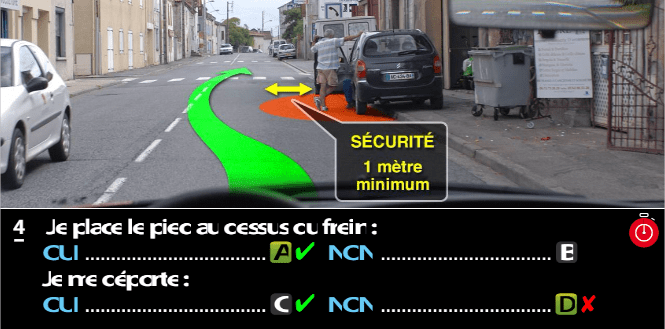 SÉCURITÉ
1 mètre
minimum
4 Je place le pied au dessus du frein :
OUI ................................ A ✔ NON .............................. B
Je me déporte :
OUI ................................ C ✔ NON .............................. D ✘